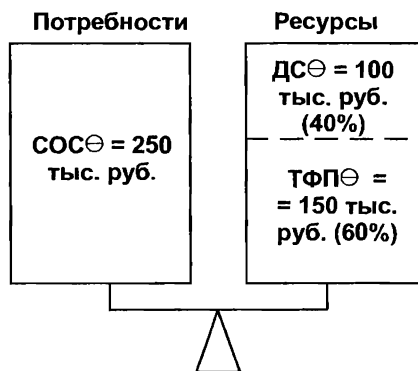 Потребности
Ресурсы
СОС⊖ = 250
тыс. руб.
ДС⊖ = 100
тыс. руб.
(40%)
ТФП⊖ =
= 150 тыс.
руб. (60%)